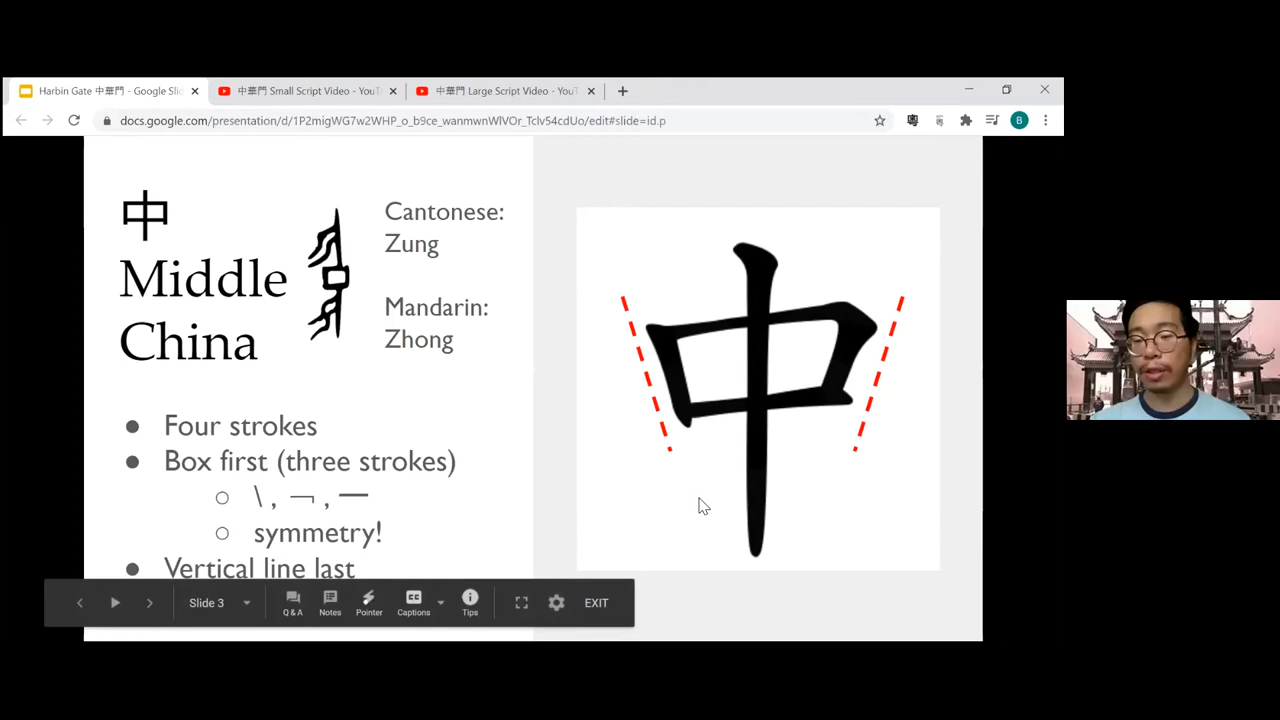 Harbin Gate 中華門 - Google Slid
中華門 Small Script Video - YouT
中華門 Large Script Video - YouT
docs.google.com/presentation/d/1P2migWG7w2WHP_o_b9ce_wanmwnWlVOr_Tclv54cdUo/edit#slide=id.p
B
中
Middle
China
Cantonese:
Zung
Mandarin:
Zhong
● Four strokes
● Box first (three strokes)
○ \ , ㇕ , 一
○ symmetry!
● Vertical line last
中
Slide 3
Q & A
Notes
Pointer
Captions
Tips
EXIT